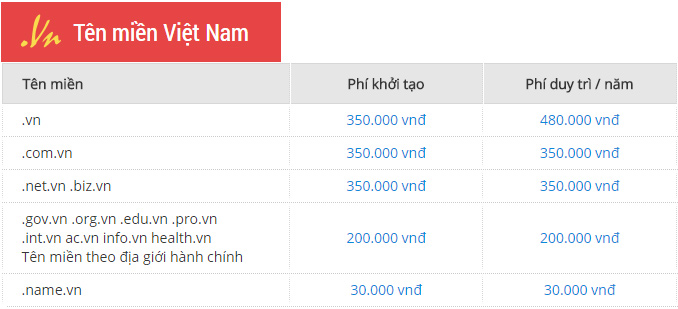 .Vn Tên miền Việt Nam
Tên miền Phí khởi tạo Phí duy trì / năm
.vn 350.000 vnđ 480.000 vnđ
.com.vn 350.000 vnđ 350.000 vnđ
.net.vn .biz.vn 350.000 vnđ 350.000 vnđ
.gov.vn .org.vn .edu.vn .pro.vn
.int.vn ac.vn info.vn health.vn 200.000 vnđ 200.000 vnđ
Tên miền theo địa giới hành chính
.name.vn 30.000 vnđ 30.000 vnđ